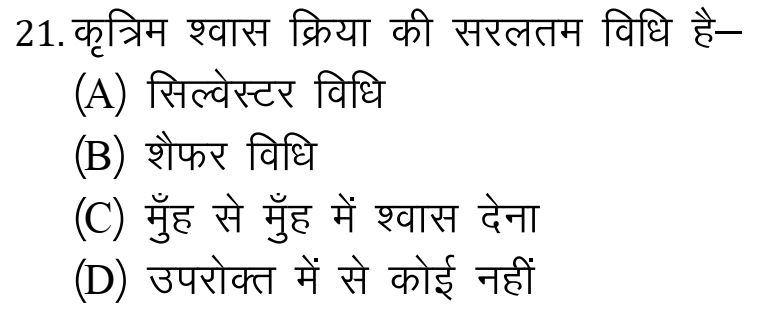 21. कृत्रिम श्वास क्रिया की सरलतम विधि है–
(A) सिल्वेस्टर विधि
(B) शैफर विधि
(C) मुँह से मुँह में श्वास देना
(D) उपरोक्त में से कोई नहीं